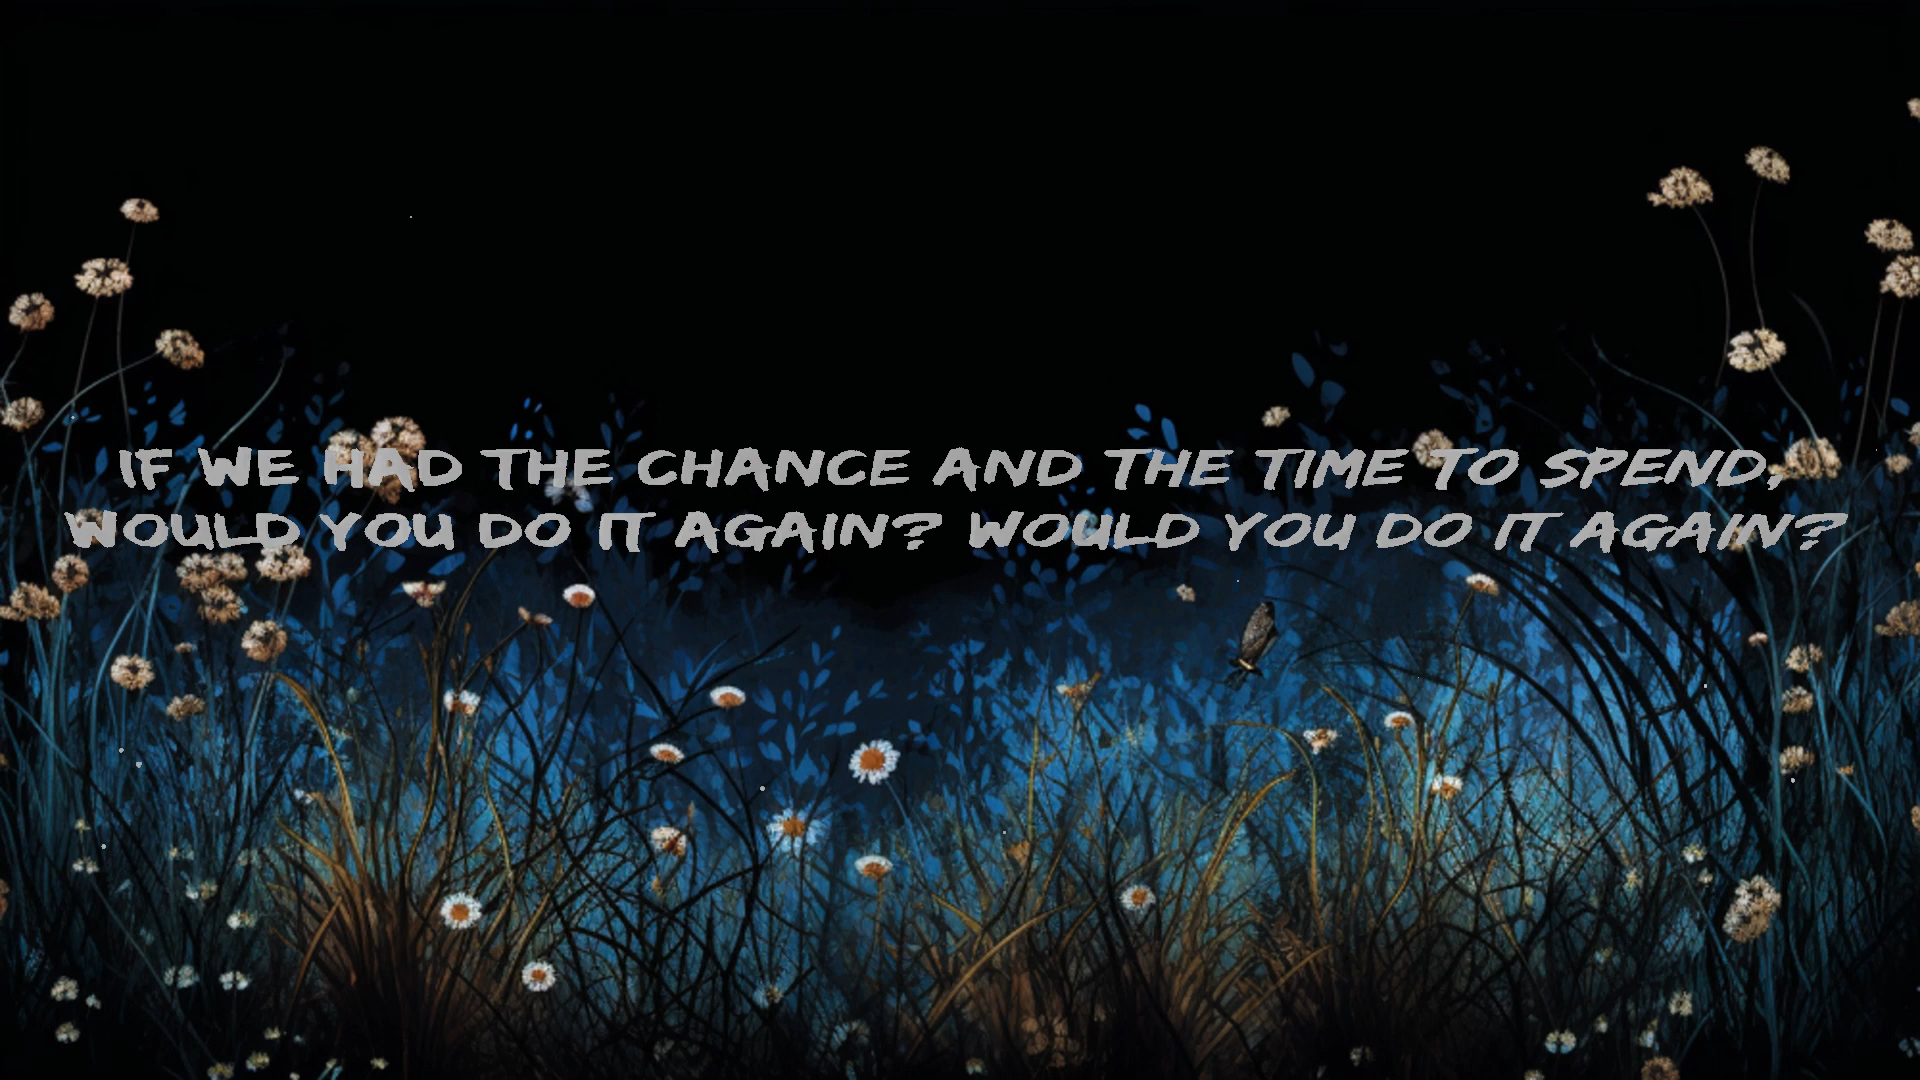 IF WE HAD THE CHANCE AND THE TIME TO SPEND,
WOULD YOU DO IT AGAIN? WOULD YOU DO IT AGAIN?